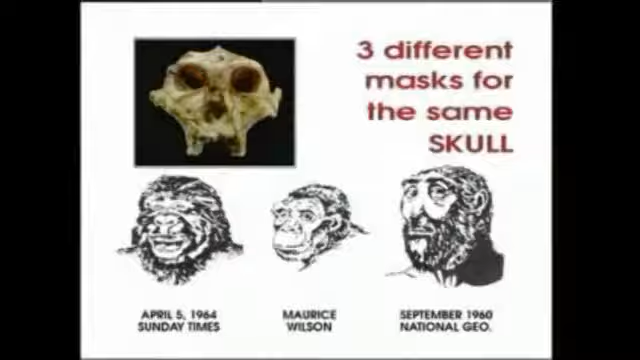 3 different
masks for
the same
SKULL
APRIL 5, 1964
SUNDAY TIMES
MAURICE
WILSON
SEPTEMBER 1960
NATIONAL GEO.